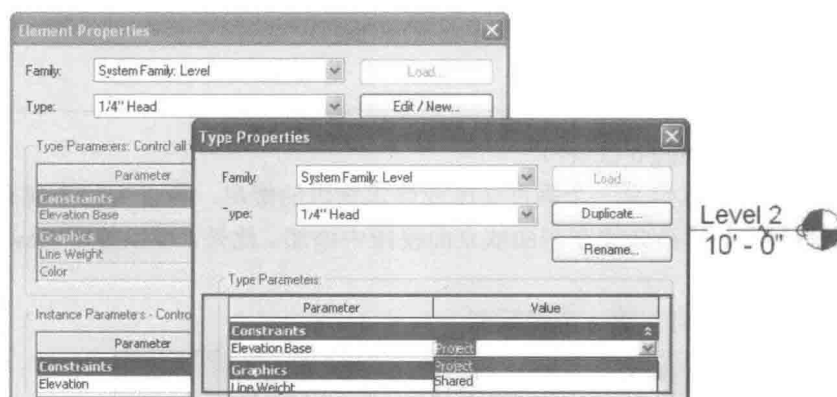 Element Properties
Family:
System Family: Level
Load...
Type:
1/4" Head
Edit / New...
Type Parameters: Control all
Parameter
Constraints
Elevation Base
Graphics
Line Weight
Color
Instance Parameters - Contro
Parameter
Constraints
Elevation
Type Properties
Family:
System Family: Level
Load...
Type:
1/4" Head
Duplicate...
Rename...
Type Parameters:
Parameter
Value
Constraints
Elevation Base
Project
Project
Shared
Graphics
Line Weight
Level 2
10' - 0"